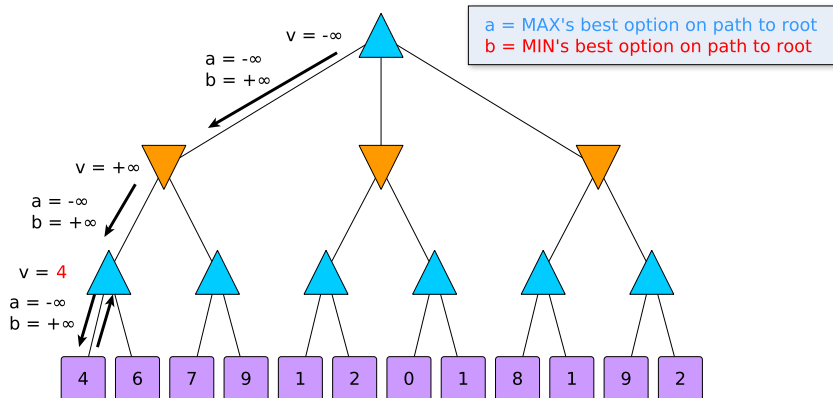 a = MAX's best option on path to root
b = MIN's best option on path to root
v = -∞
a = -∞
b = +∞
v = +∞
a = -∞
b = +∞
v = 4
a = -∞
b = +∞
4 6 7 9 1 2 0 1 8 1 9 2